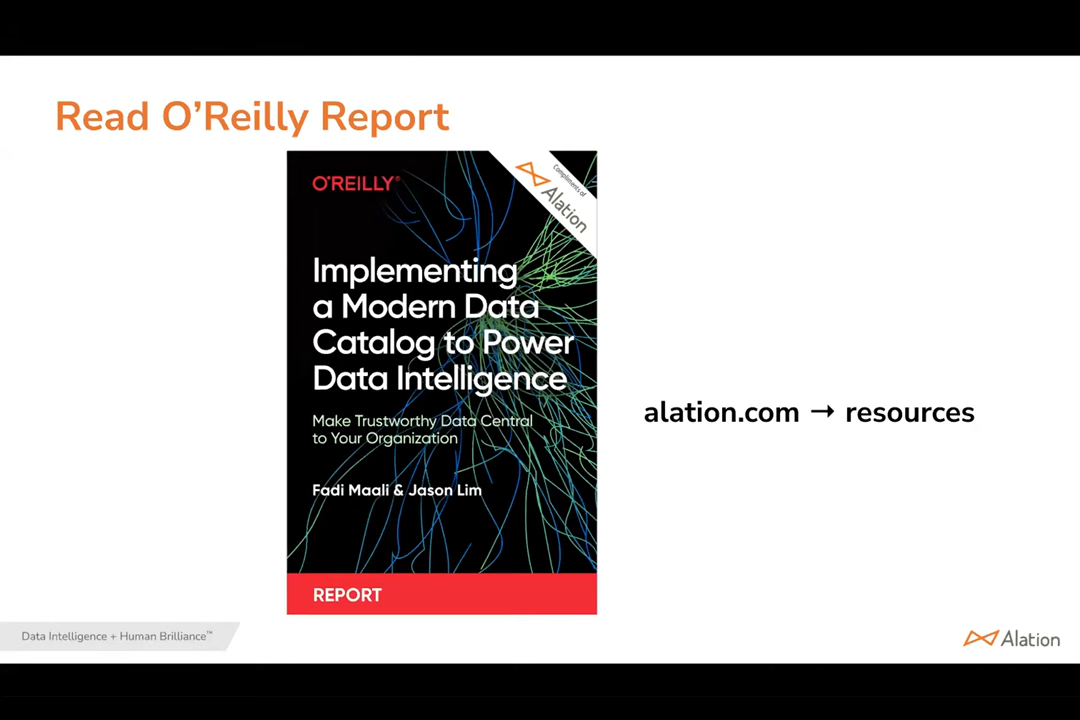 Read O’Reilly Report
O'REILLY®
Compliments of
Alation
Implementing
a Modern Data
Catalog to Power
Data Intelligence
Make Trustworthy Data Central
to Your Organization
Fadi Maali & Jason Lim
REPORT
alation.com → resources
Data Intelligence + Human Brilliance™
Alation